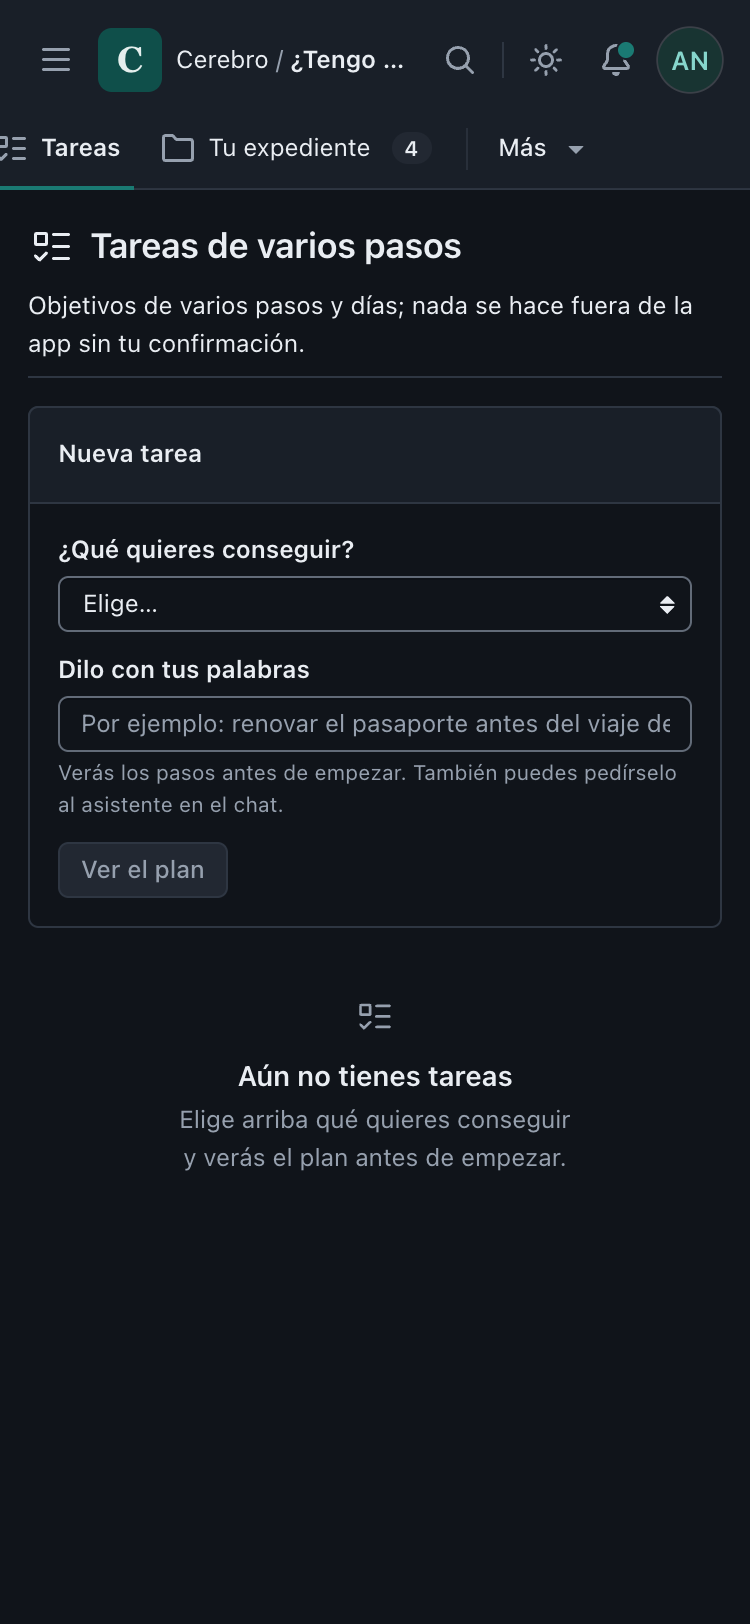 C Cerebro / ¿Tengo ... AN
Tareas Tu expediente 4 Más
Tareas de varios pasos
Objetivos de varios pasos y días; nada se hace fuera de la
app sin tu confirmación.
Nueva tarea
¿Qué quieres conseguir?
Elige...
Dilo con tus palabras
Por ejemplo: renovar el pasaporte antes del viaje de
Verás los pasos antes de empezar. También puedes pedírselo
al asistente en el chat.
Ver el plan
Aún no tienes tareas
Elige arriba qué quieres conseguir
y verás el plan antes de empezar.